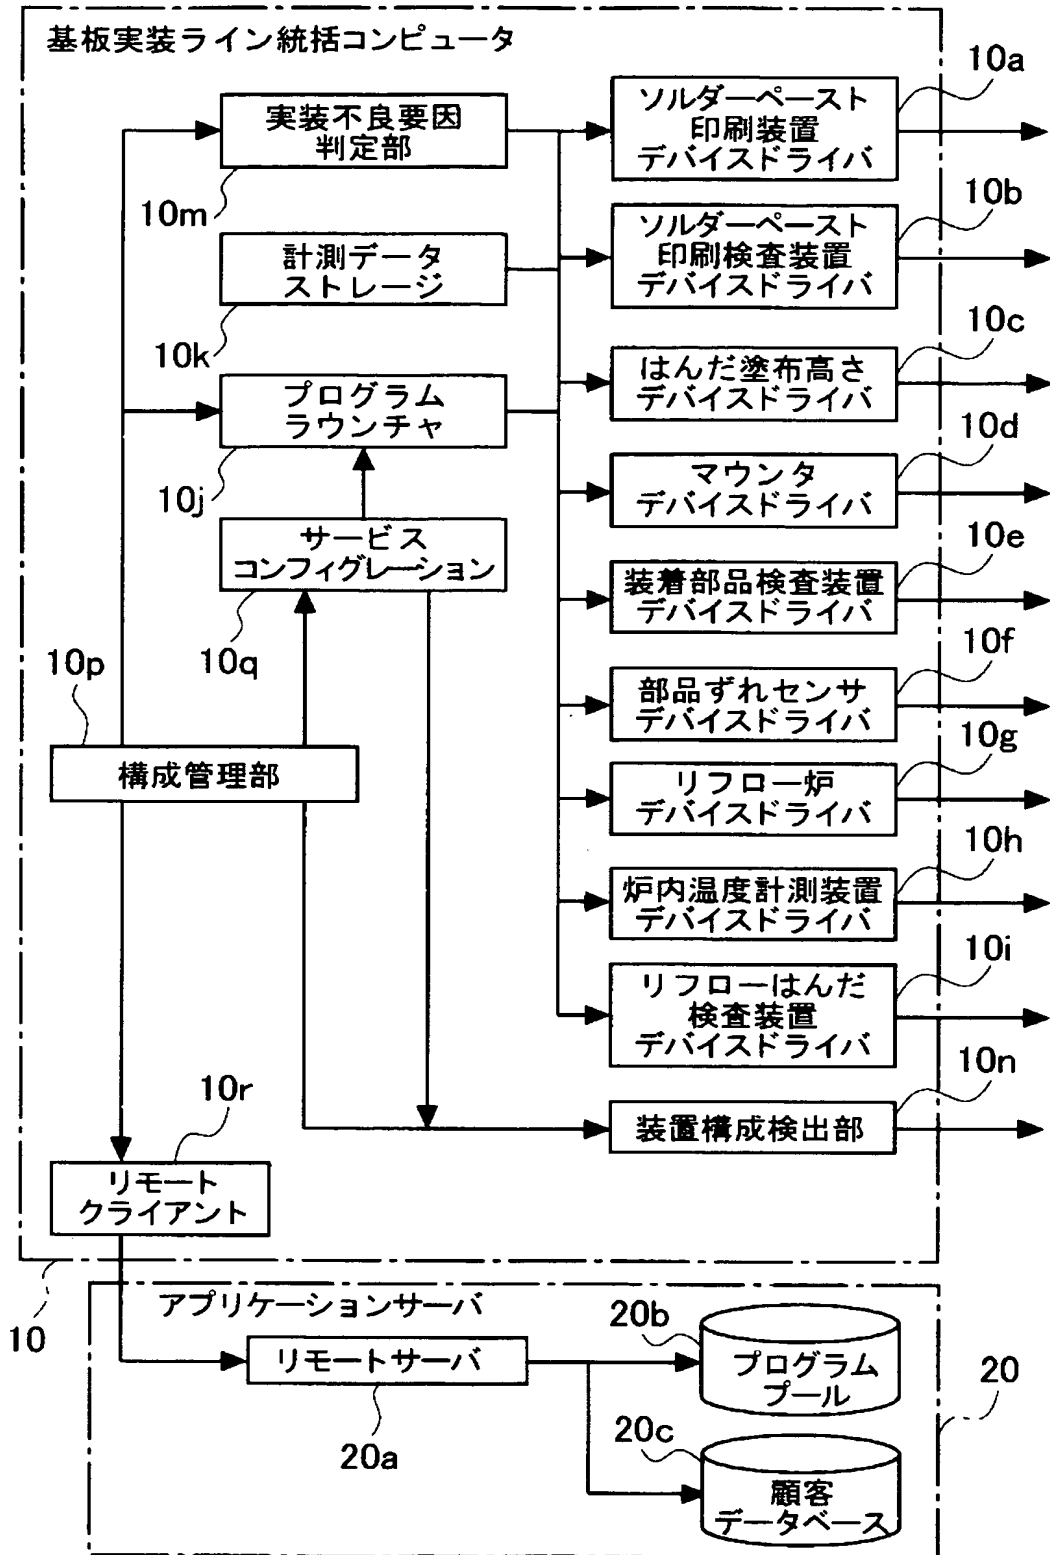 基板実装ライン統括コンピュータ
10a
ソルダーペースト
印刷装置
デバイスドライバ
実装不良要因
判定部
10m
10b
ソルダーペースト
印刷検査装置
デバイスドライバ
計測データ
ストレージ
10k
10c
はんだ塗布高さ
デバイスドライバ
プログラム
ラウンチャ
10j
10d
マウンタ
デバイスドライバ
サービス
コンフィグレーション
10q
10e
装着部品検査装置
デバイスドライバ
10p
構成管理部
10f
部品ずれセンサ
デバイスドライバ
10g
リフロー炉
デバイスドライバ
10h
炉内温度計測装置
デバイスドライバ
10i
リフローはんだ
検査装置
デバイスドライバ
10n
装置構成検出部
10r
リモート
クライアント
10
アプリケーションサーバ
リモートサーバ
20a
20b
プログラム
プール
20
20c
顧客
データベース